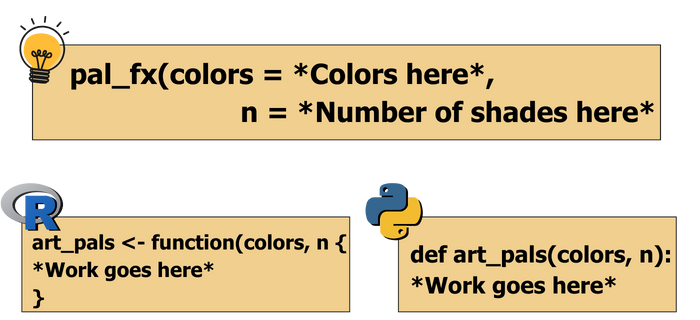 pal_fx(colors = *Colors here*,
n = *Number of shades here*
R
art_pals <- function(colors, n {
*Work goes here*
}
def art_pals(colors, n):
*Work goes here*